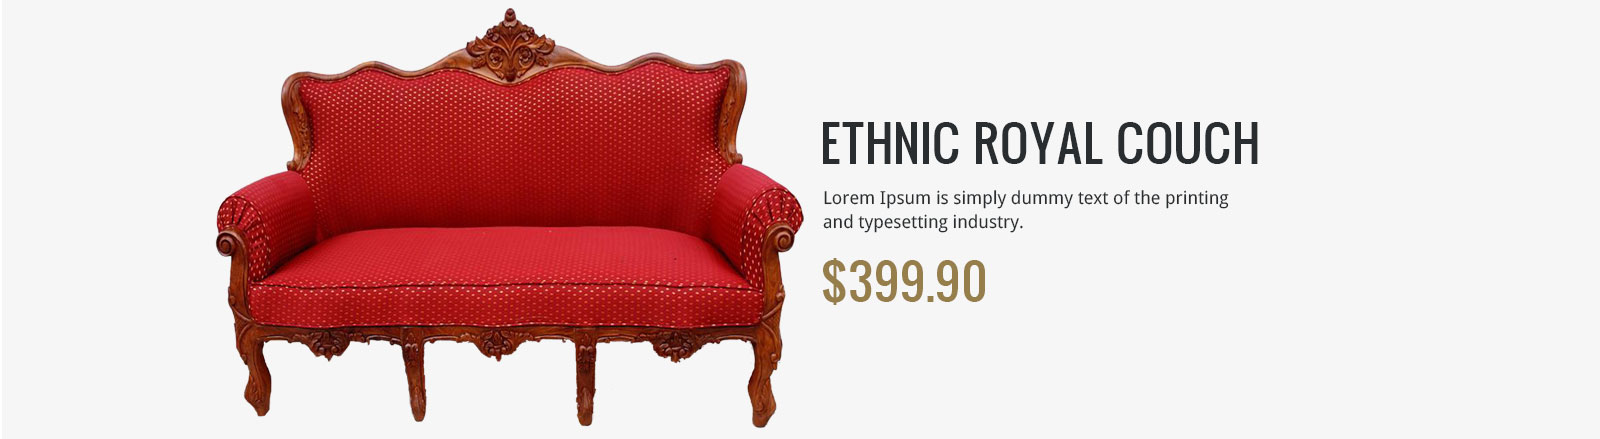 ETHNIC ROYAL COUCH
Lorem Ipsum is simply dummy text of the printing
and typesetting industry.
$399.90